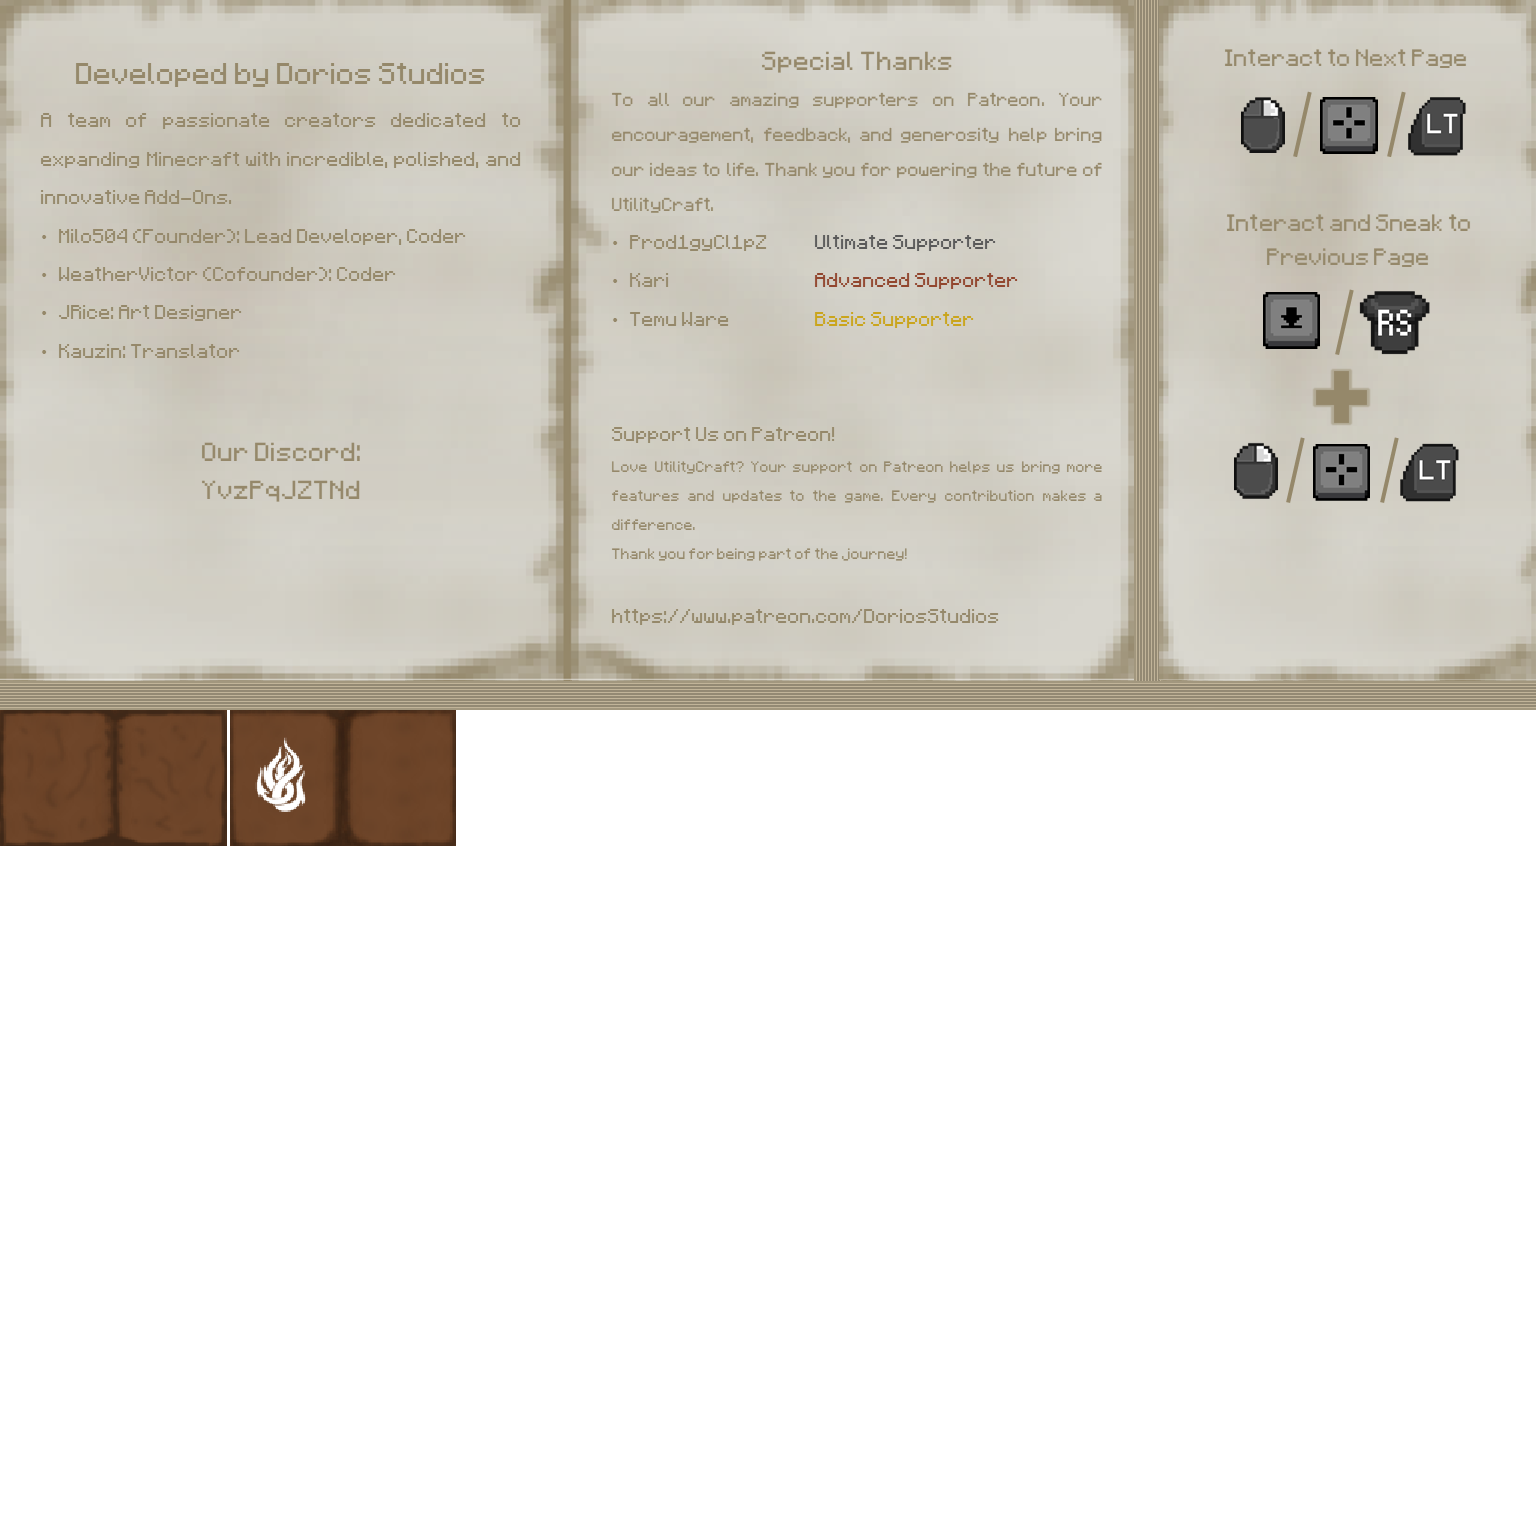 Developed by Dorios Studios
A team of passionate creators dedicated to
expanding Minecraft with incredible, polished, and
innovative Add-Ons.
• Milo504 (Founder): Lead Developer, Coder
• WeatherVictor (Cofounder): Coder
• JRice: Art Designer
• Kauzin: Translator
Our Discord:
YvzPqJZTNd
Special Thanks
To all our amazing supporters on Patreon. Your
encouragement, feedback, and generosity help bring
our ideas to life. Thank you for powering the future of
UtilityCraft.
• Prod1gyCl1pZ Ultimate Supporter
• Kari Advanced Supporter
• Temu Ware Basic Supporter
Support Us on Patreon!
Love UtilityCraft? Your support on Patreon helps us bring more
features and updates to the game. Every contribution makes a
difference.
Thank you for being part of the journey!
https://www.patreon.com/DoriosStudios
Interact to Next Page
/ / LT
Interact and Sneak to
Previous Page
/ RS
/ / LT